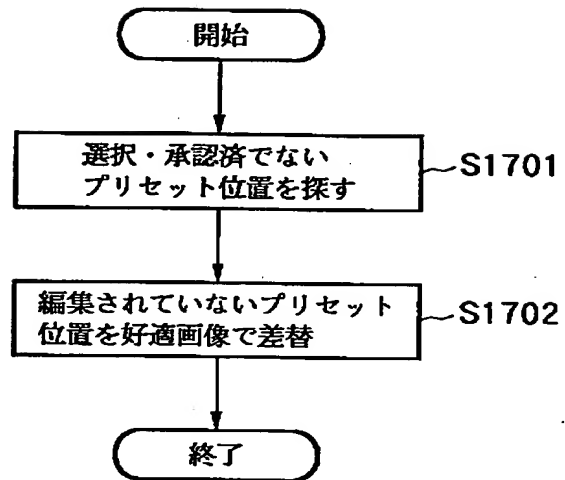 開始
選択・承認済でない
プリセット位置を探す
S1701
編集されていないプリセット
位置を好適画像で差替
S1702
終了